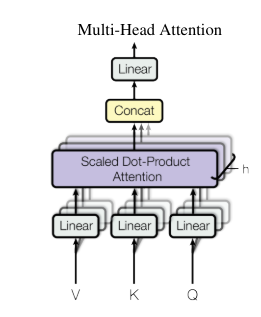 Multi-Head Attention
Linear
Concat
Scaled Dot-Product
Attention
h
Linear Linear Linear
V K Q